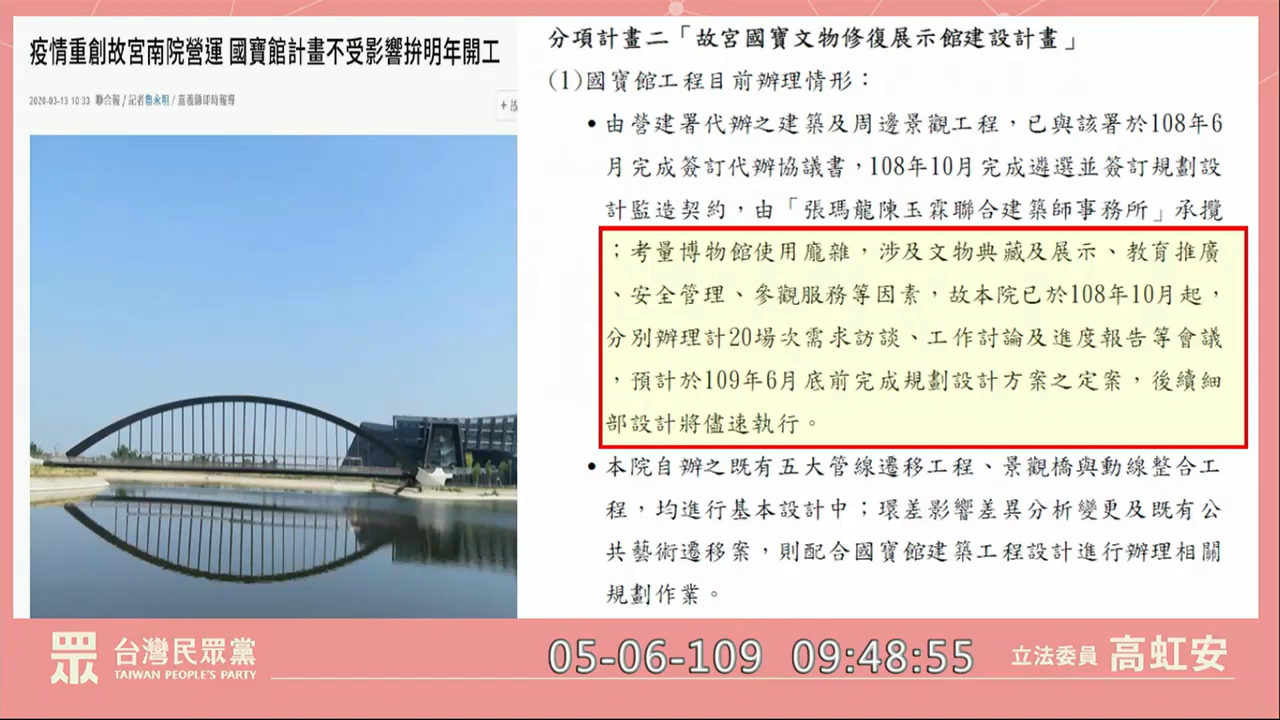 疫情重創故宮南院營運 國寶館計畫不受影響拚明年開工
2020-03-13 10:33 聯合報 / 記者魯永明 / 嘉義縣即時報導
+ 故
分項計畫二「故宮國寶文物修復展示館建設計畫」
(1)國寶館工程目前辦理情形：
•由營建署代辦之建築及周邊景觀工程，已與該署於108年6
月完成簽訂代辦協議書，108年10月完成遴選並簽訂規劃設
計監造契約，由「張瑪龍陳玉霖聯合建築師事務所」承攬
；考量博物館使用龐雜，涉及文物典藏及展示、教育推廣
、安全管理、參觀服務等因素，故本院已於108年10月起，
分別辦理計20場次需求訪談、工作討論及進度報告等會議
，預計於109年6月底前完成規劃設計方案之定案，後續細
部設計將儘速執行。
•本院自辦之既有五大管線遷移工程、景觀橋與動線整合工
程，均進行基本設計中；環差影響差異分析變更及既有公
共藝術遷移案，則配合國寶館建築工程設計進行辦理相關
規劃作業。
眾 台灣民眾黨
TAIWAN PEOPLE'S PARTY
05-06-109 09:48:55
立法委員 高虹安